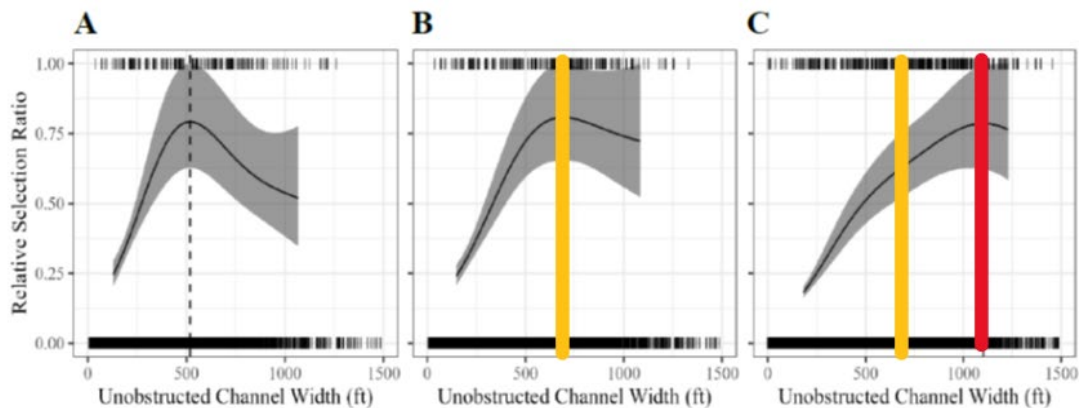 A
B
C
Relative Selection Ratio
1.00
0.75
0.50
0.25
0.00
0 500 1000 1500
0 500 1000 1500
0 500 1000 1500
Unobstructed Channel Width (ft)
Unobstructed Channel Width (ft)
Unobstructed Channel Width (ft)